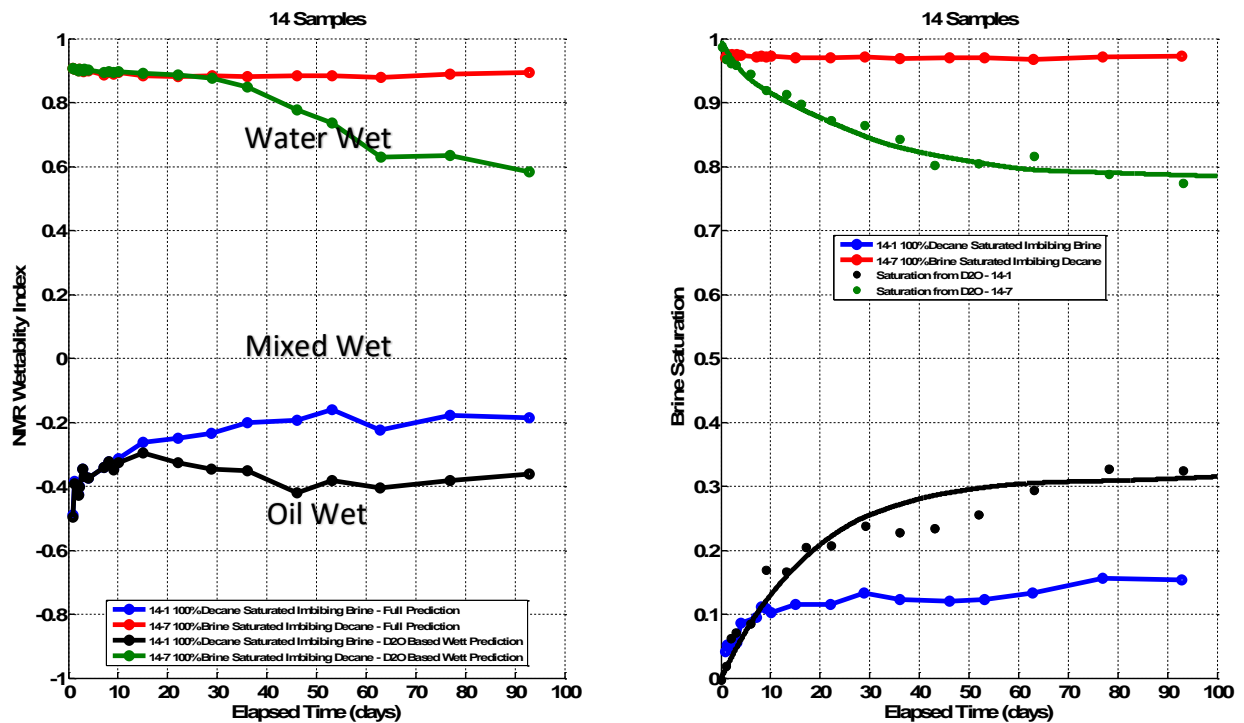 14 Samples
1
0.8
0.6
0.4
0.2
0
-0.2
-0.4
-0.6
-0.8
-1
NMR Wettablity Index
Water Wet
Mixed Wet
Oil Wet
14-1 100%Decane Saturated Imbibing Brine - Full Prediction
14-7 100%Brine Saturated Imbibing Decane - Full Prediction
14-1 100%Decane Saturated Imbibing Brine - D2O Based Wett Prediction
14-7 100%Brine Saturated Imbibing Decane - D2O Based Wett Prediction
0 10 20 30 40 50 60 70 80 90 100
Elapsed Time (days)
14 Samples
1
0.9
0.8
0.7
0.6
0.5
0.4
0.3
0.2
0.1
0
Brine Saturation
14-1 100%Decane Saturated Imbibing Brine
14-7 100%Brine Saturated Imbibing Decane
Saturation from D2O - 14-1
Saturation from D2O - 14-7
0 10 20 30 40 50 60 70 80 90 100
Elapsed Time (days)